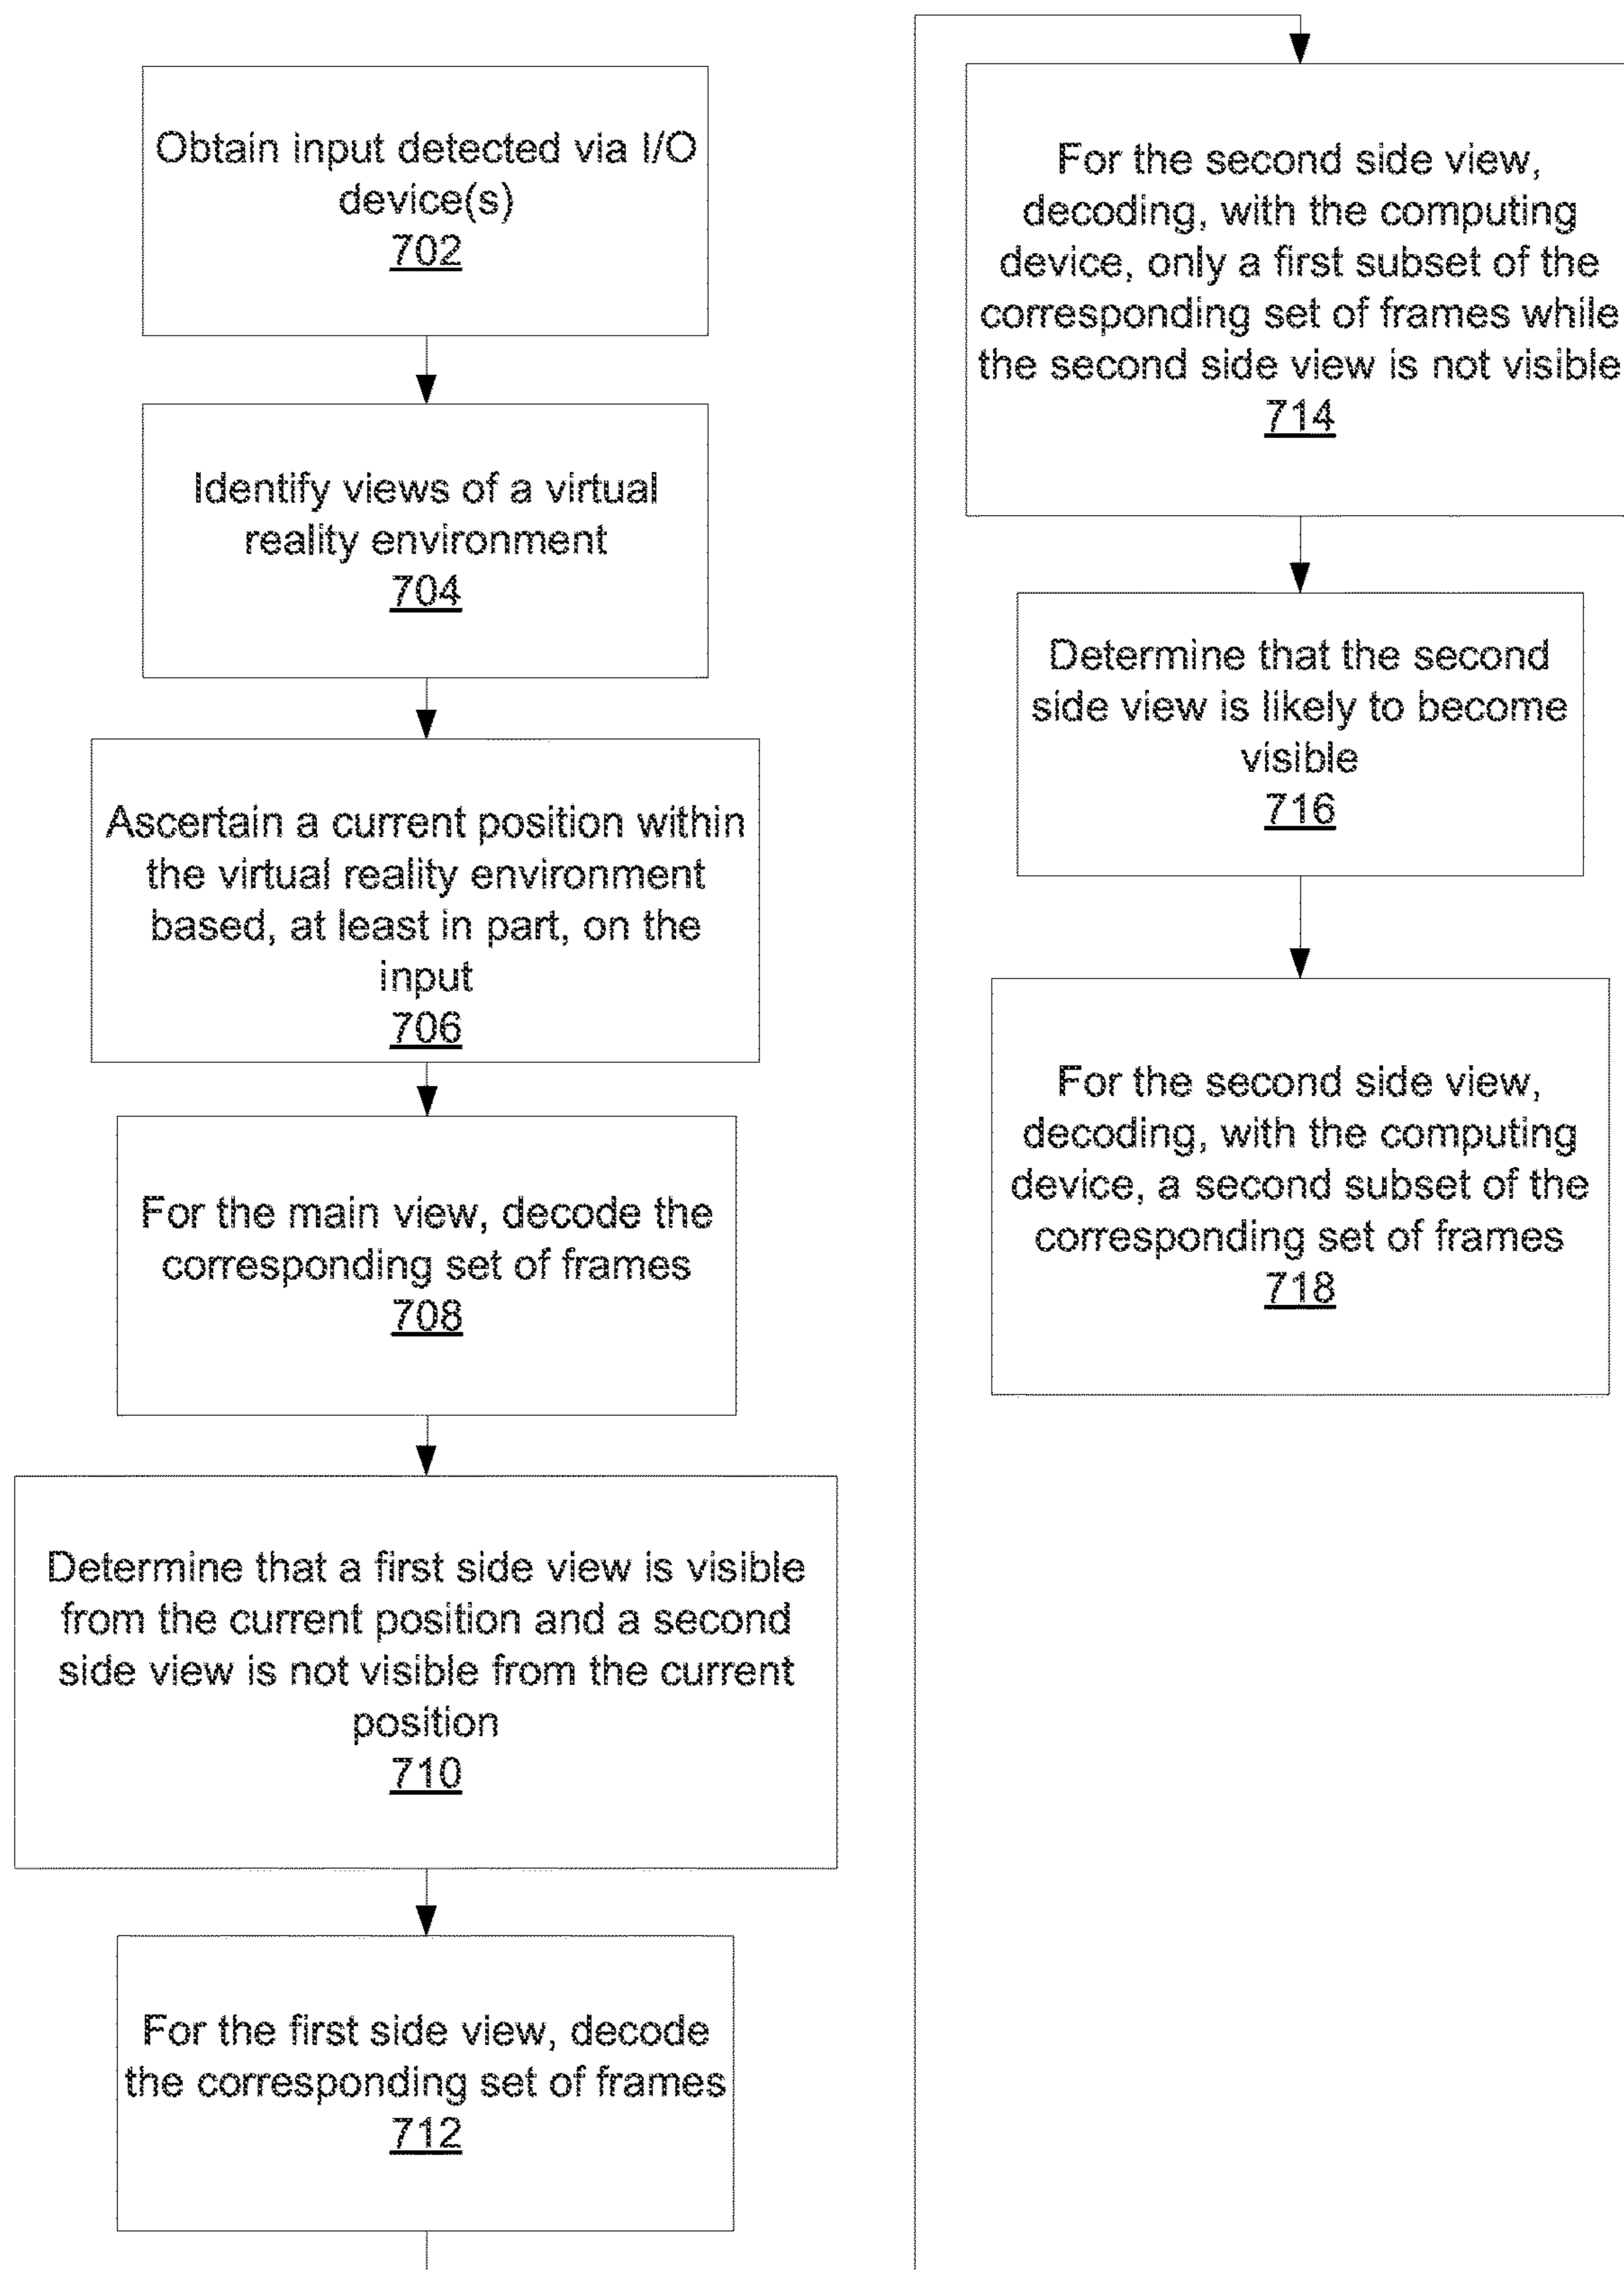 Obtain input detected via I/O
device(s)
702
Identify views of a virtual
reality environment
704
Ascertain a current position within
the virtual reality environment
based, at least in part, on the
input
706
For the main view, decode the
corresponding set of frames
708
Determine that a first side view is visible
from the current position and a second
side view is not visible from the current
position
710
For the first side view, decode
the corresponding set of frames
712
For the second side view,
decoding, with the computing
device, only a first subset of the
corresponding set of frames while
the second side view is not visible
714
Determine that the second
side view is likely to become
visible
716
For the second side view,
decoding, with the computing
device, a second subset of the
corresponding set of frames
718